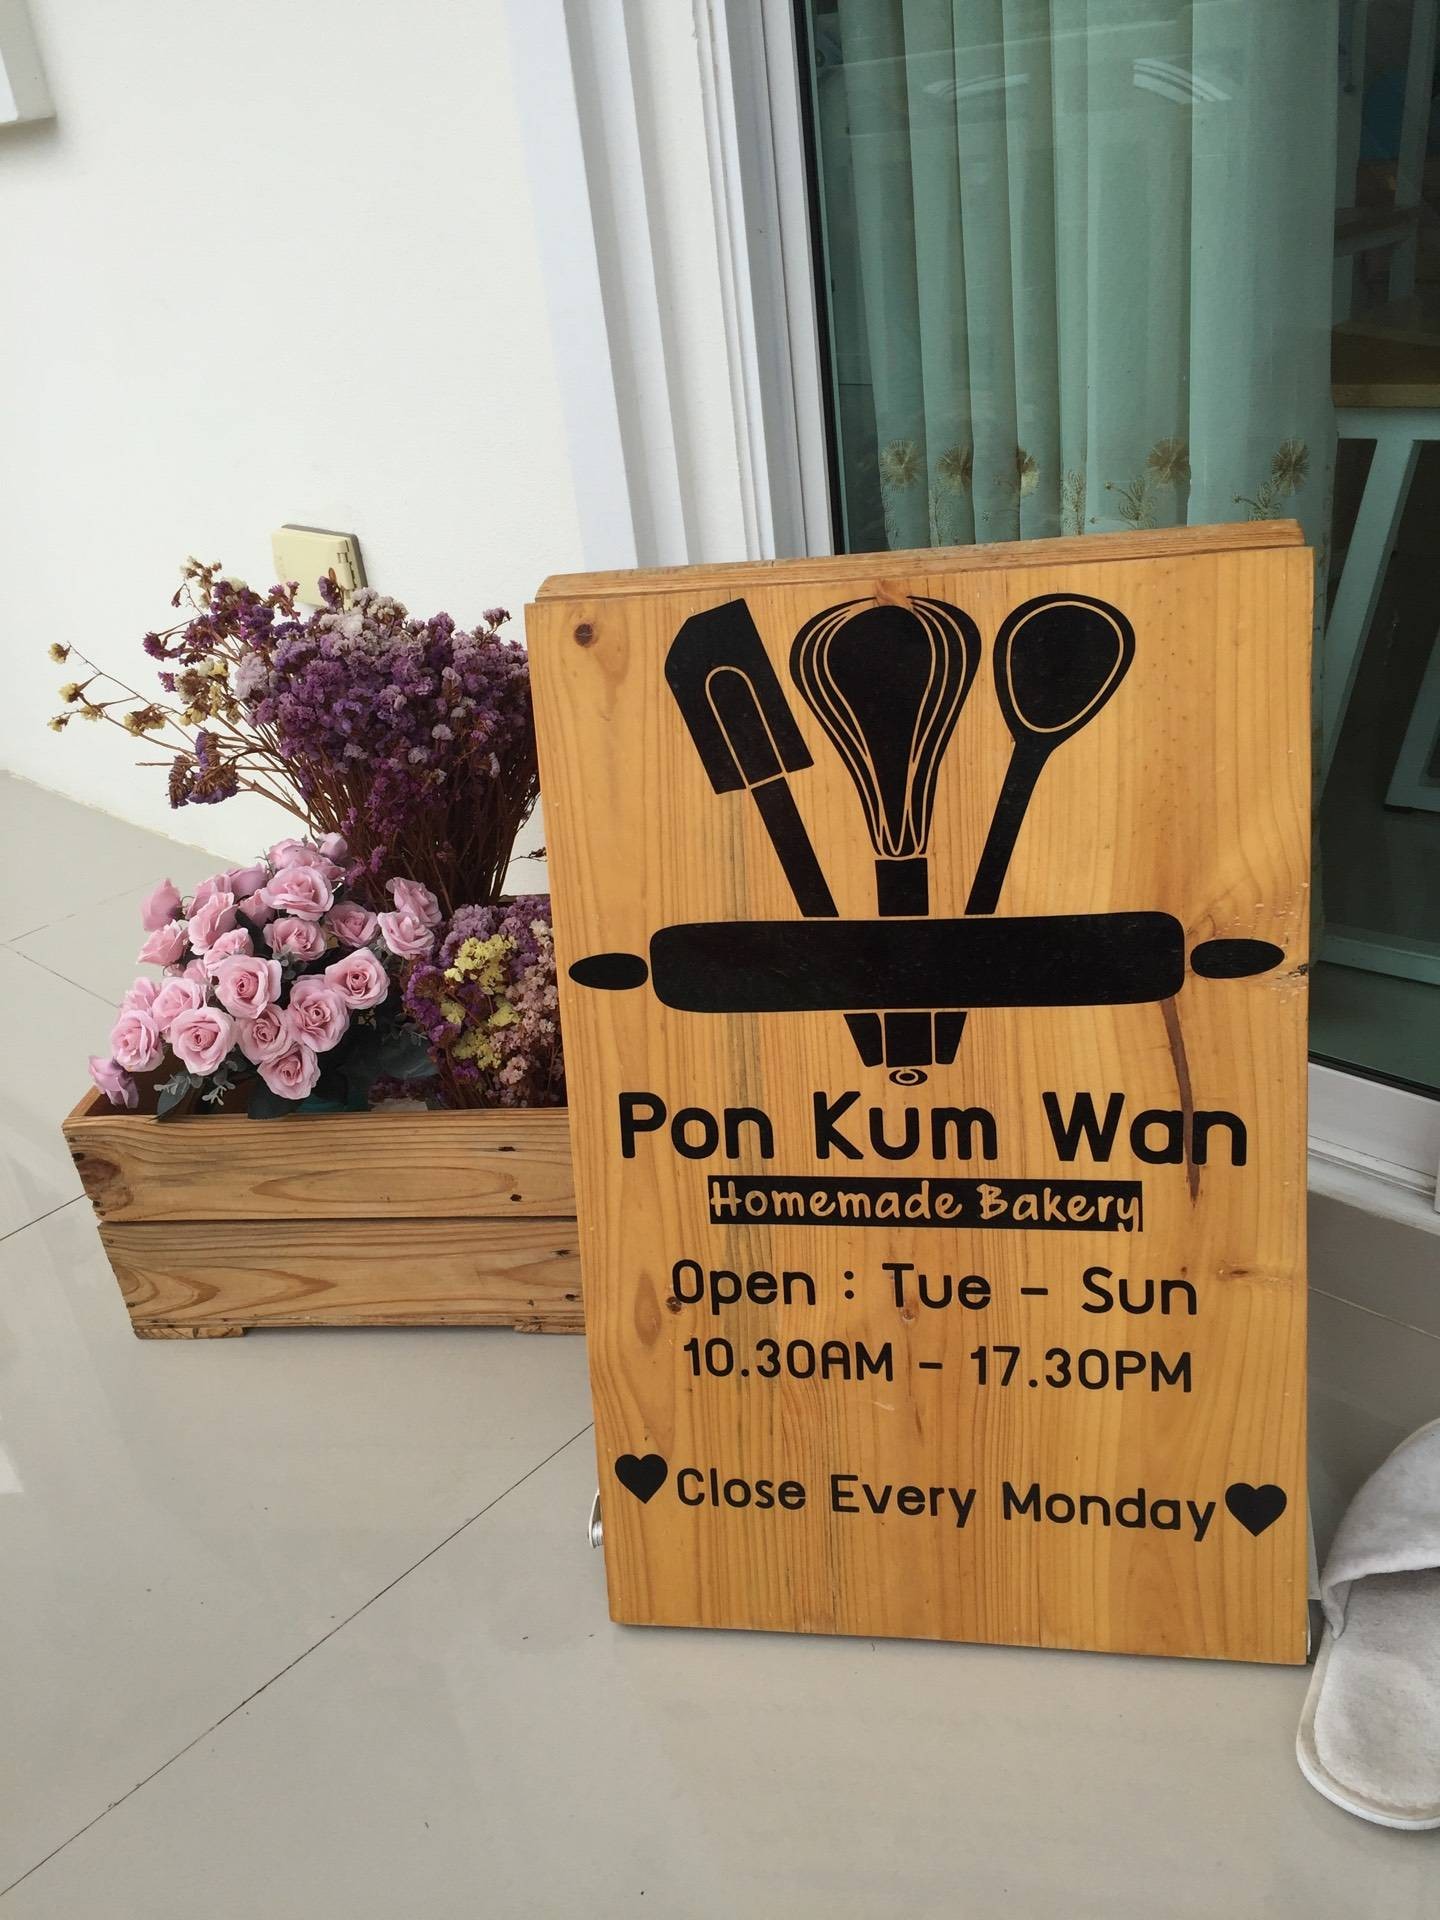 Pon Kum Wan
Homemade Bakery
Open : Tue - Sun
10.30AM - 17.30PM
♥Close Every Monday♥